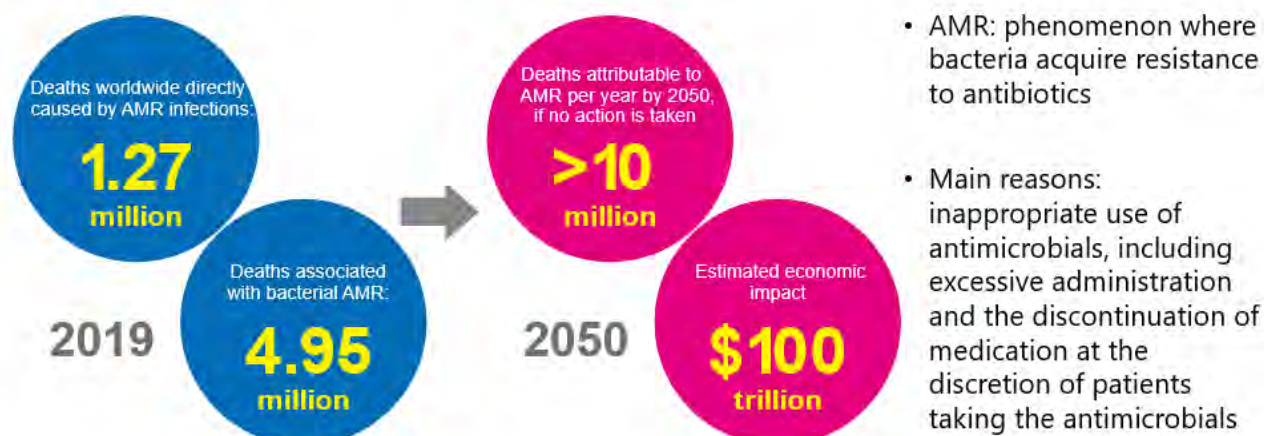 Deaths worldwide directly
caused by AMR infections:
1.27
million
Deaths associated
with bacterial AMR:
4.95
million
2019
Deaths attributable to
AMR per year by 2050,
if no action is taken
>10
million
Estimated economic
impact
$100
trillion
2050
• AMR: phenomenon where
bacteria acquire resistance
to antibiotics
• Main reasons:
inappropriate use of
antimicrobials, including
excessive administration
and the discontinuation of
medication at the
discretion of patients
taking the antimicrobials